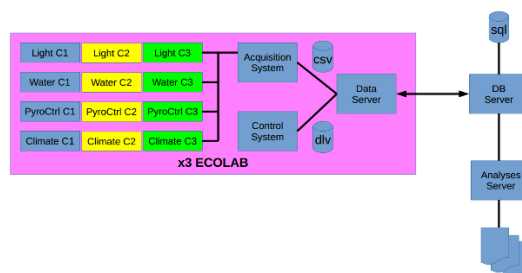 sql
Light C1 Light C2 Light C3
Acquisition
System
csv
Water C1 Water C2 Water C3
Data
Server
DB
Server
PyroCtrl C1 PyroCtrl C2 PyroCtrl C3
Control
System
dlv
Climate C1 Climate C2 Climate C3
x3 ECOLAB
Analyses
Server